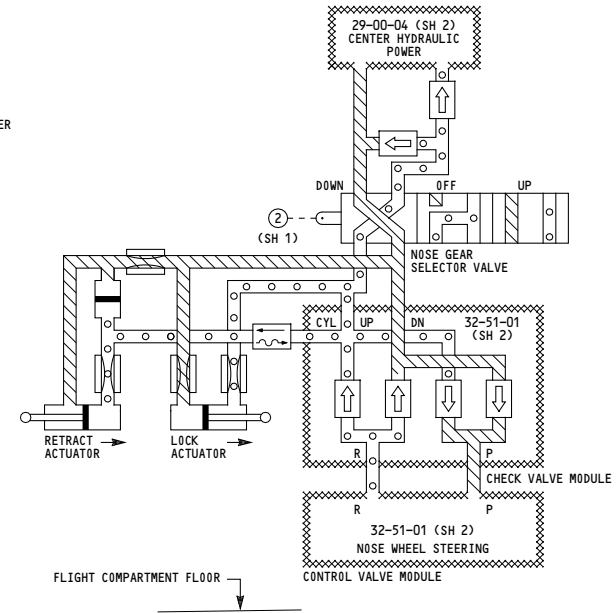 29-00-04 (SH 2)
CENTER HYDRAULIC
POWER
ER
DOWN
OFF
UP
2
(SH 1)
NOSE GEAR
SELECTOR VALVE
CYL
UP
DN
32-51-01
(SH 2)
RETRACT
ACTUATOR
LOCK
ACTUATOR
R
P
CHECK VALVE MODULE
R
P
32-51-01 (SH 2)
NOSE WHEEL STEERING
CONTROL VALVE MODULE
FLIGHT COMPARTMENT FLOOR